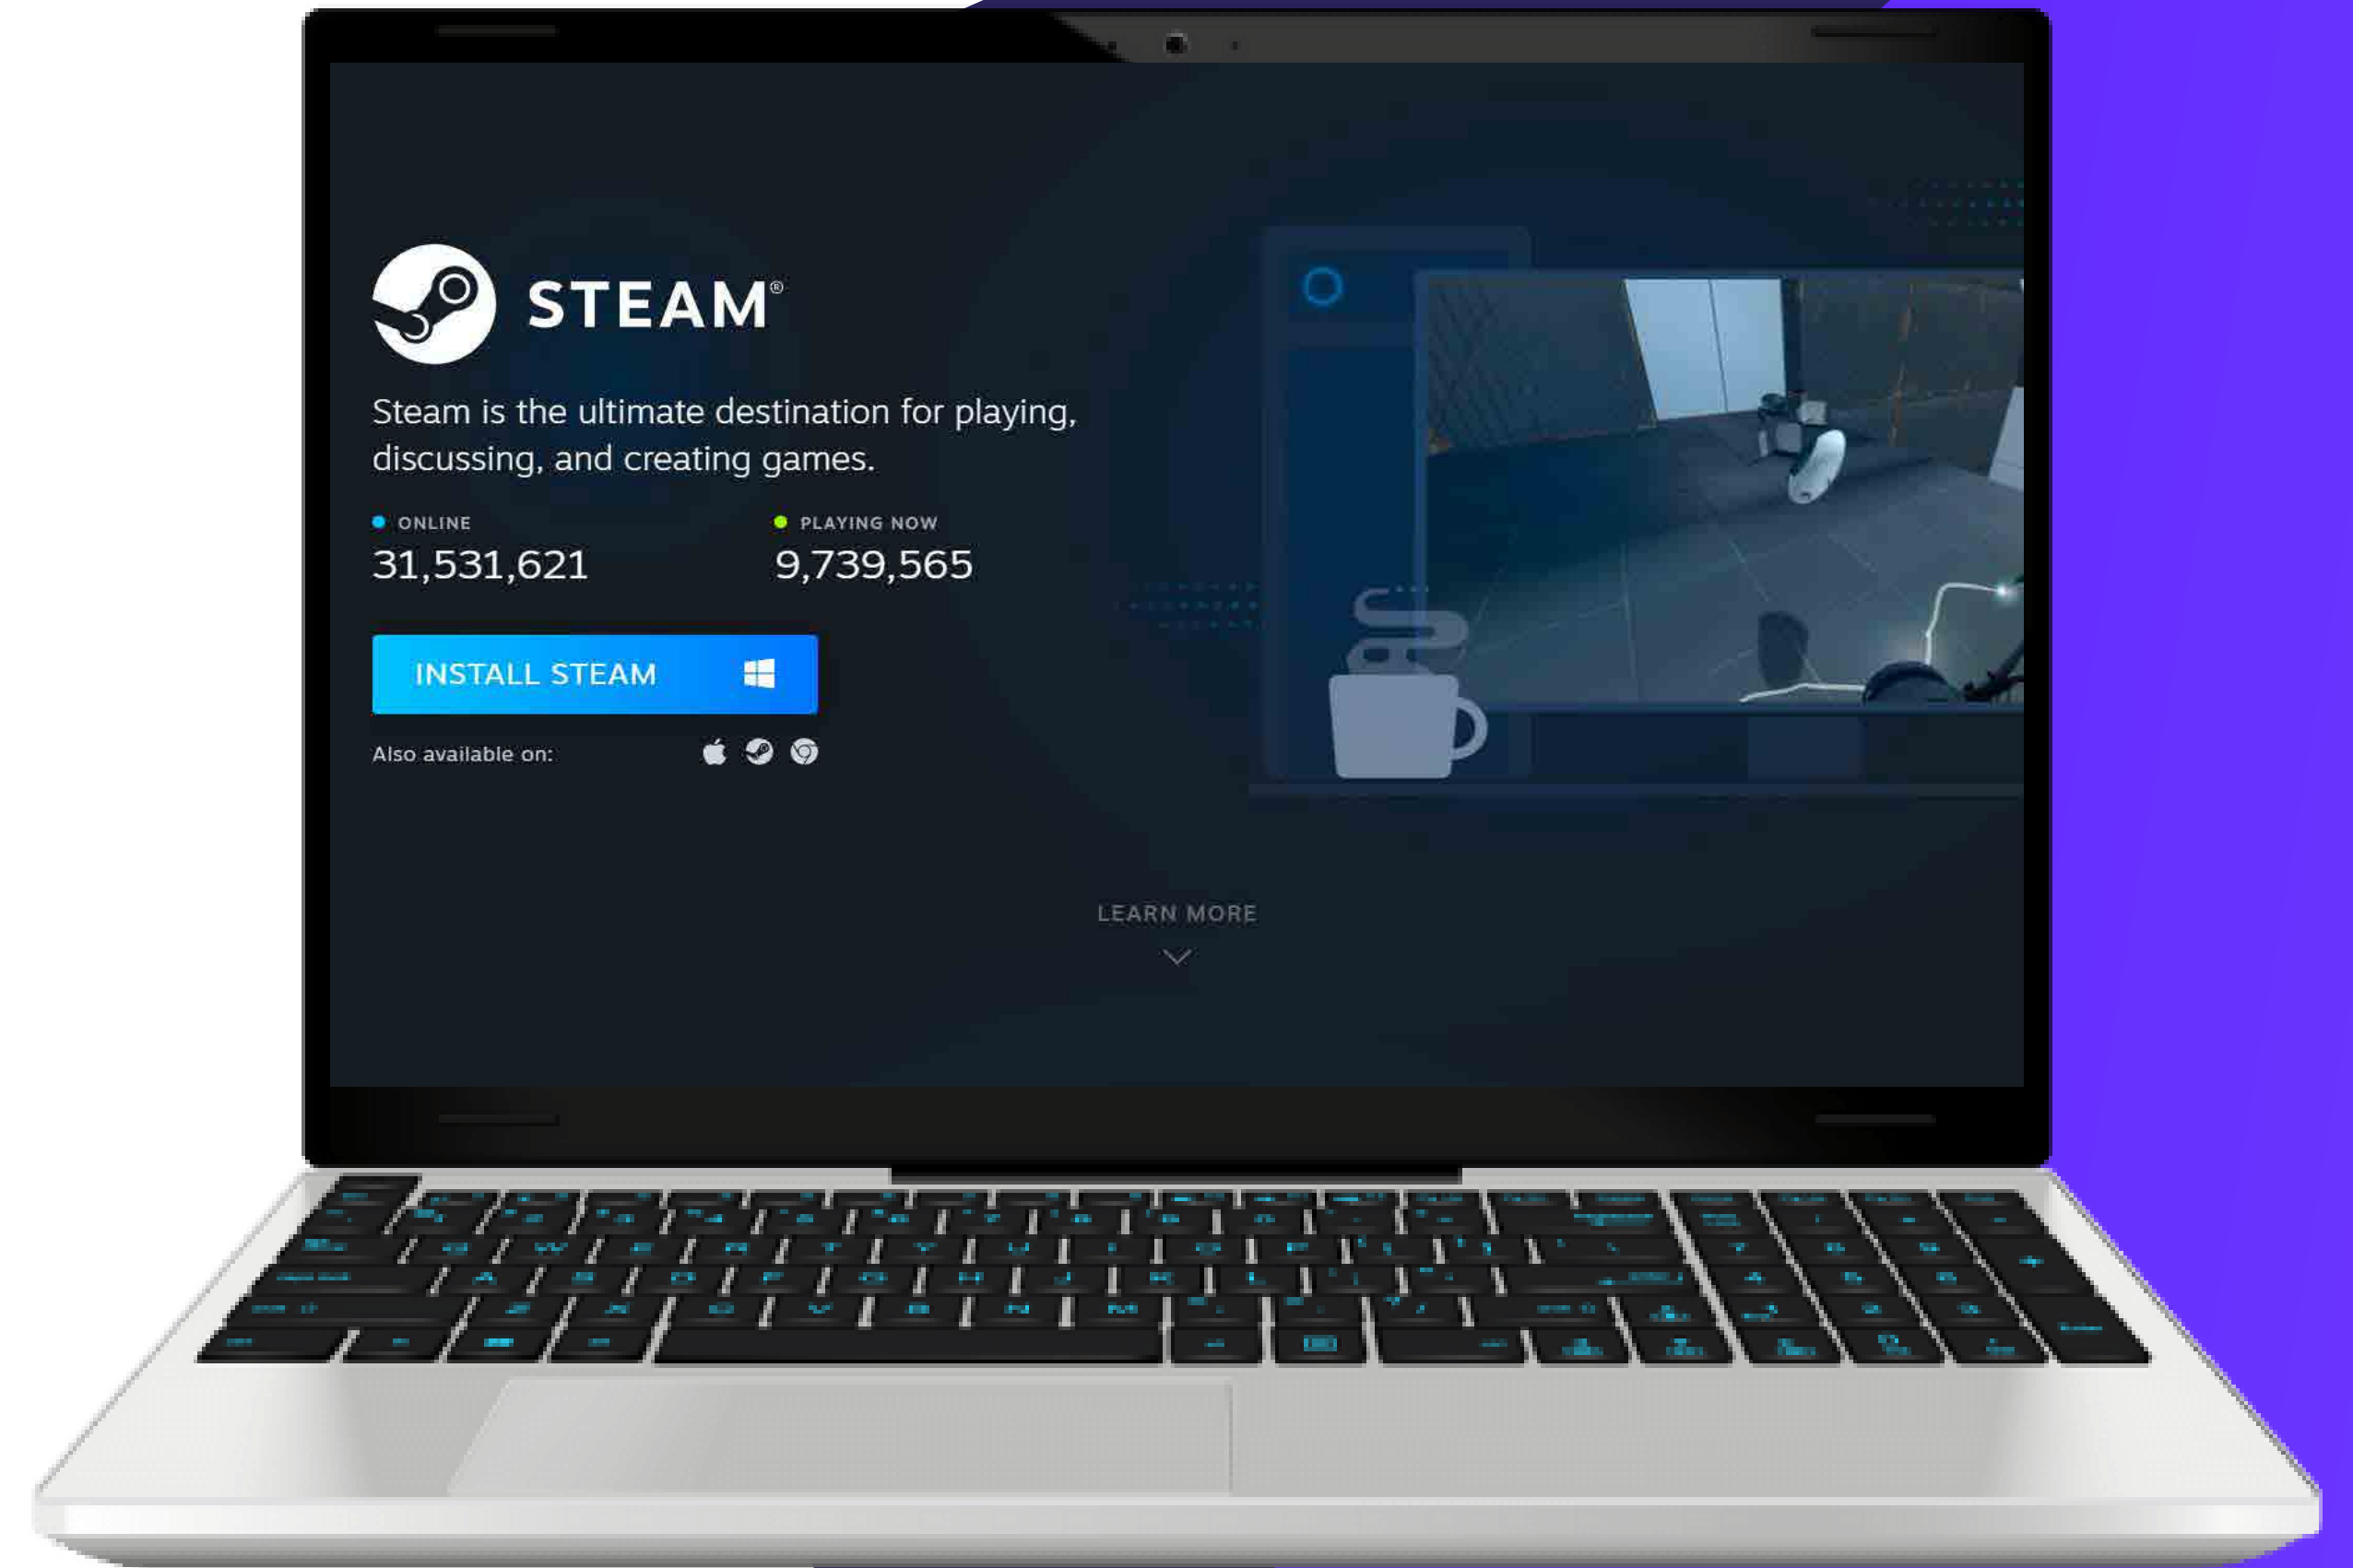 STEAM®
Steam is the ultimate destination for playing,
discussing, and creating games.
ONLINE
PLAYING NOW
31,531,621
9,739,565
INSTALL STEAM
Also available on:
LEARN MORE